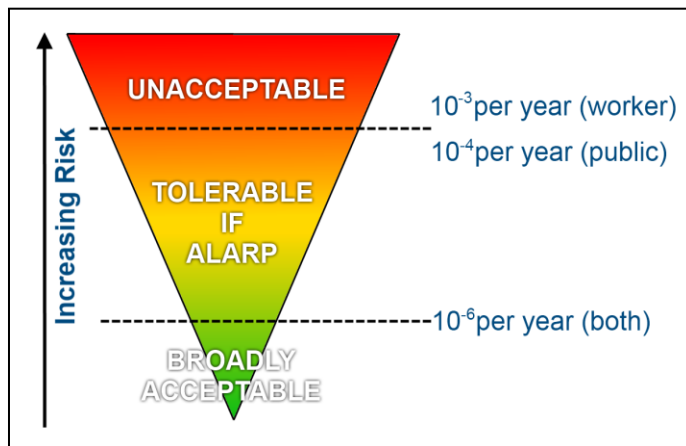 Increasing Risk
UNACCEPTABLE
10⁻³per year (worker)
10⁻⁴per year (public)
TOLERABLE
IF
ALARP
10⁻⁶per year (both)
BROADLY
ACCEPTABLE